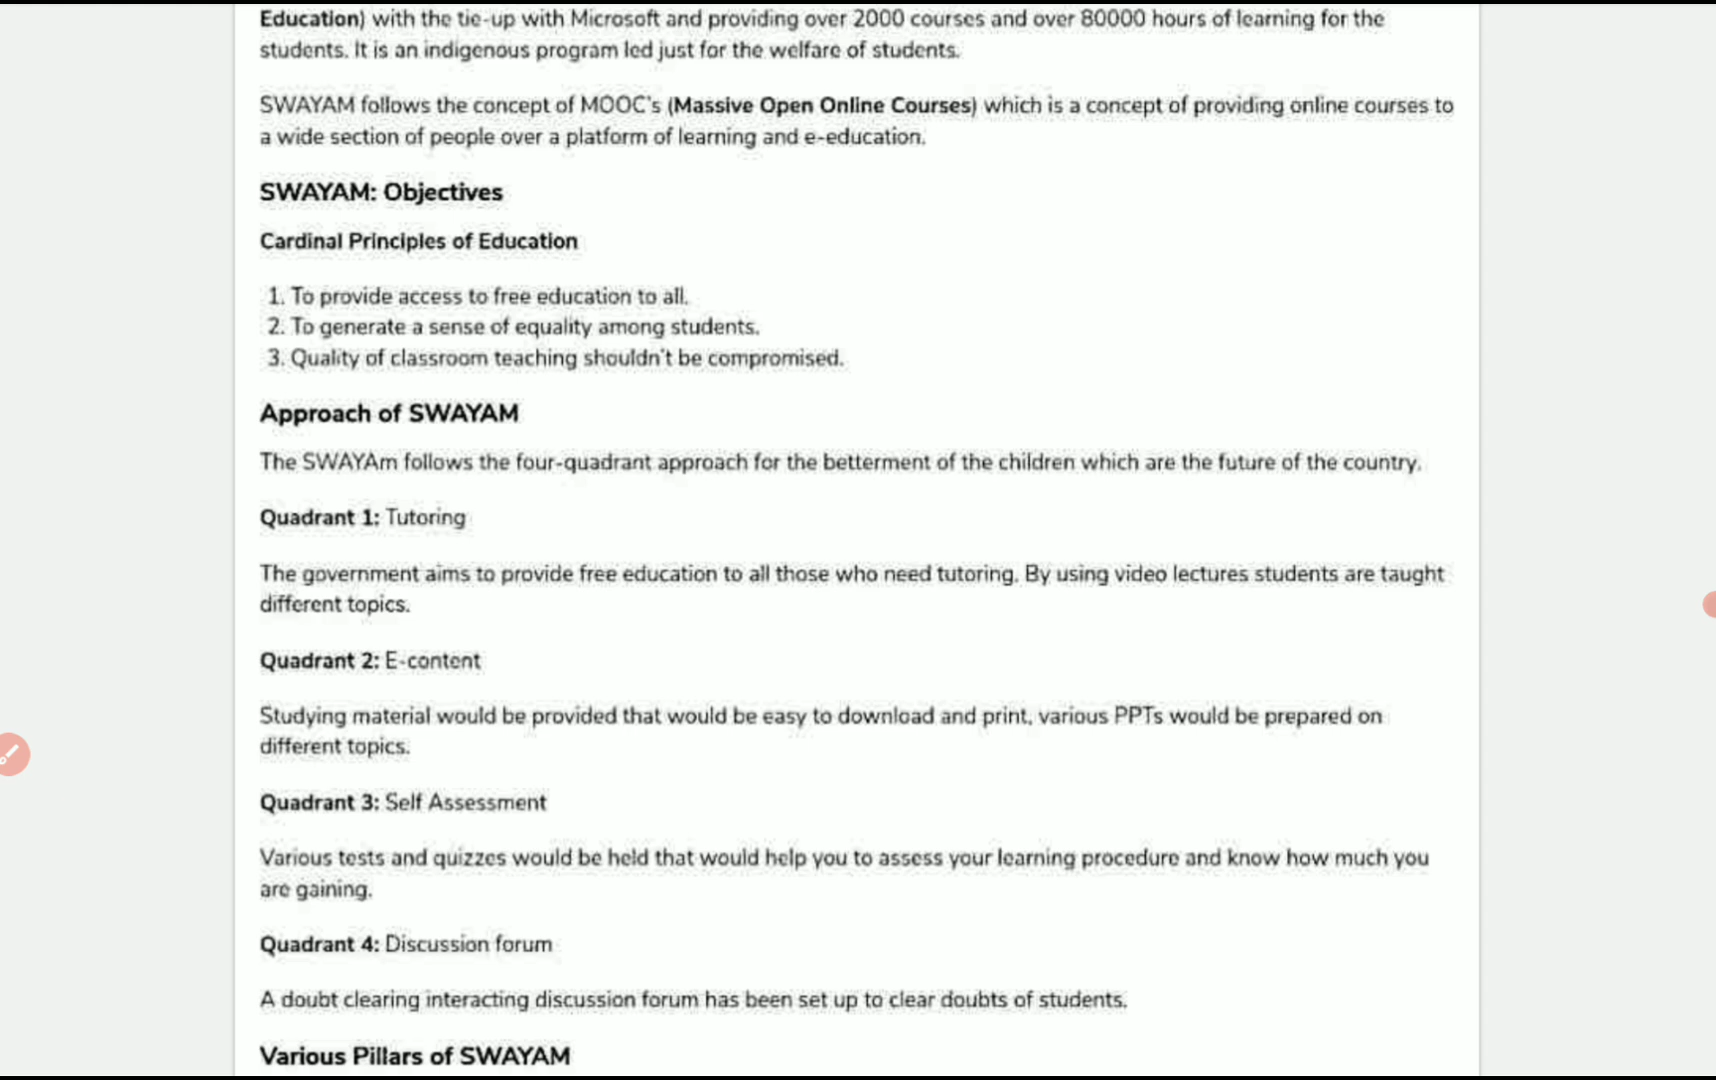 Education) with the tie-up with Microsoft and providing over 2000 courses and over 80000 hours of learning for the
students. It is an indigenous program led just for the welfare of students.
SWAYAM follows the concept of MOOC's (Massive Open Online Courses) which is a concept of providing online courses to
a wide section of people over a platform of learning and e-education.
SWAYAM: Objectives
Cardinal Principles of Education
1. To provide access to free education to all.
2. To generate a sense of equality among students.
3. Quality of classroom teaching shouldn't be compromised.
Approach of SWAYAM
The SWAYAm follows the four-quadrant approach for the betterment of the children which are the future of the country.
Quadrant 1: Tutoring
The government aims to provide free education to all those who need tutoring. By using video lectures students are taught
different topics.
Quadrant 2: E-content
Studying material would be provided that would be easy to download and print, various PPTs would be prepared on
different topics.
Quadrant 3: Self Assessment
Various tests and quizzes would be held that would help you to assess your learning procedure and know how much you
are gaining.
Quadrant 4: Discussion forum
A doubt clearing interacting discussion forum has been set up to clear doubts of students.
Various Pillars of SWAYAM